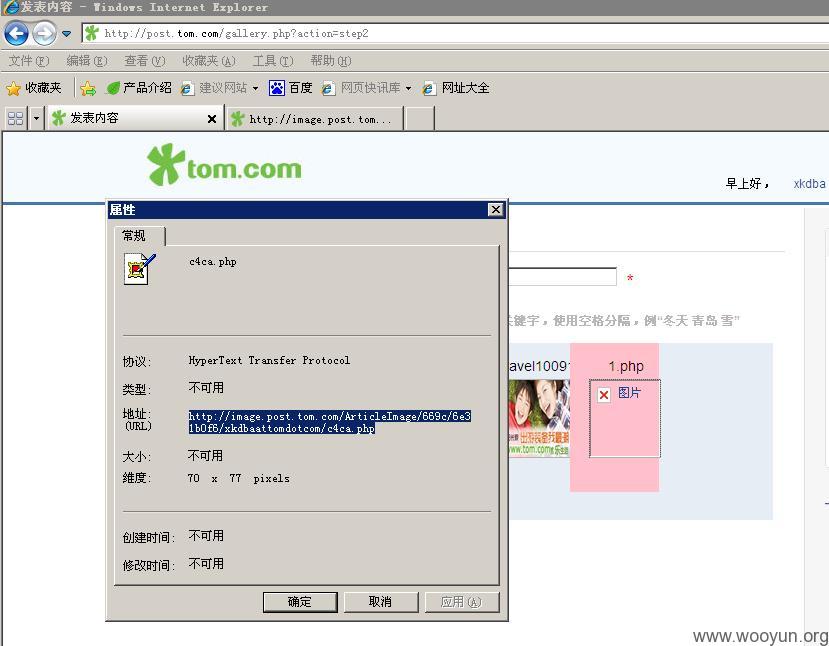 发表内容 - Windows Internet Explorer
http://post.tom.com/gallery.php?action=step2
文件(F) 编辑(E) 查看(V) 收藏夹(A) 工具(T) 帮助(H)
收藏夹 产品介绍 建议网站 百度 网页快讯库 网址大全
发表内容 http://image.post.tom...
tom.com
早上好， xkdba
属性
常规
c4ca.php
*
关键字，使用空格分隔，例“冬天 青岛 雪”
协议: HyperText Transfer Protocol
类型: 不可用
地址: (URL) http://image.post.tom.com/ArticleImage/669c/6e3
1b0f6/xkdbaattomdotcom/c4ca.php
大小: 不可用
维度: 70 x 77 pixels
创建时间: 不可用
修改时间: 不可用
确定 取消 应用(A)
avel10091 1.php
图片
www.wooyun.org